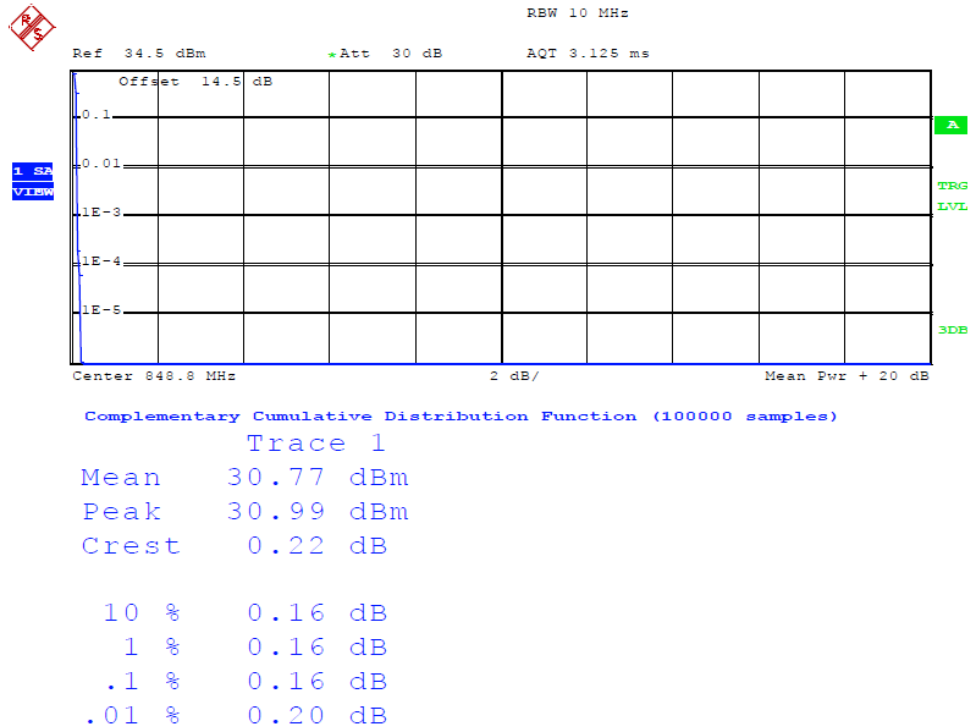 RBW 10 MHz
Ref 34.5 dBm *Att 30 dB AQT 3.125 ms
Offset 14.5 dB
0.1
A
0.01
1 SA
VIEW
TRG
LVL
1E-3
1E-4
1E-5
3DB
Center 848.8 MHz 2 dB/ Mean Pwr + 20 dB
Complementary Cumulative Distribution Function (100000 samples)
Trace 1
Mean 30.77 dBm
Peak 30.99 dBm
Crest 0.22 dB
10 % 0.16 dB
1 % 0.16 dB
.1 % 0.16 dB
.01 % 0.20 dB